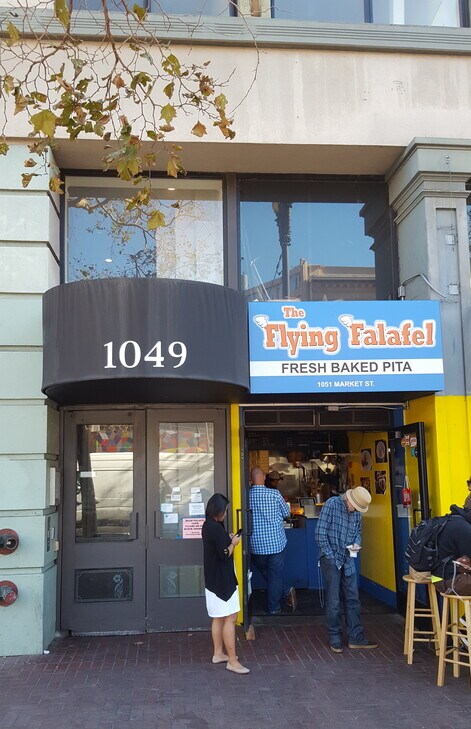 1049
The
Flying Falafel
FRESH BAKED PITA
1051 MARKET ST.